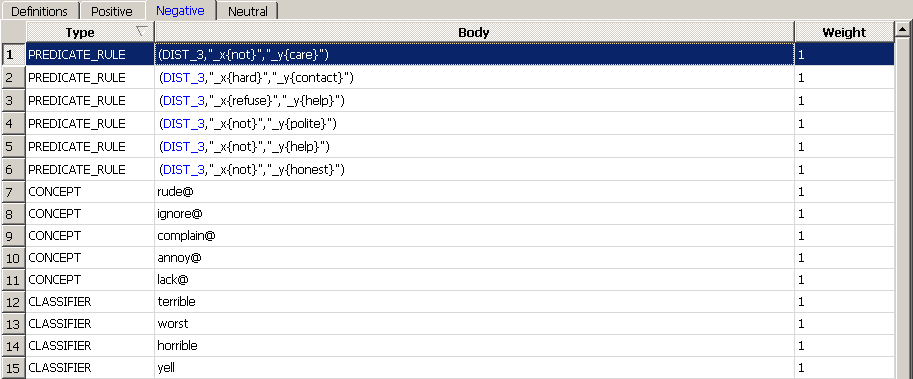 Definitions Positive Negative Neutral
Type Body Weight
1 PREDICATE_RULE (DIST_3,"_x{not}","_y{care}") 1
2 PREDICATE_RULE (DIST_3,"_x{hard}","_y{contact}") 1
3 PREDICATE_RULE (DIST_3,"_x{refuse}","_y{help}") 1
4 PREDICATE_RULE (DIST_3,"_x{not}","_y{polite}") 1
5 PREDICATE_RULE (DIST_3,"_x{not}","_y{help}") 1
6 PREDICATE_RULE (DIST_3,"_x{not}","_y{honest}") 1
7 CONCEPT rude@ 1
8 CONCEPT ignore@ 1
9 CONCEPT complain@ 1
10 CONCEPT annoy@ 1
11 CONCEPT lack@ 1
12 CLASSIFIER terrible 1
13 CLASSIFIER worst 1
14 CLASSIFIER horrible 1
15 CLASSIFIER yell 1